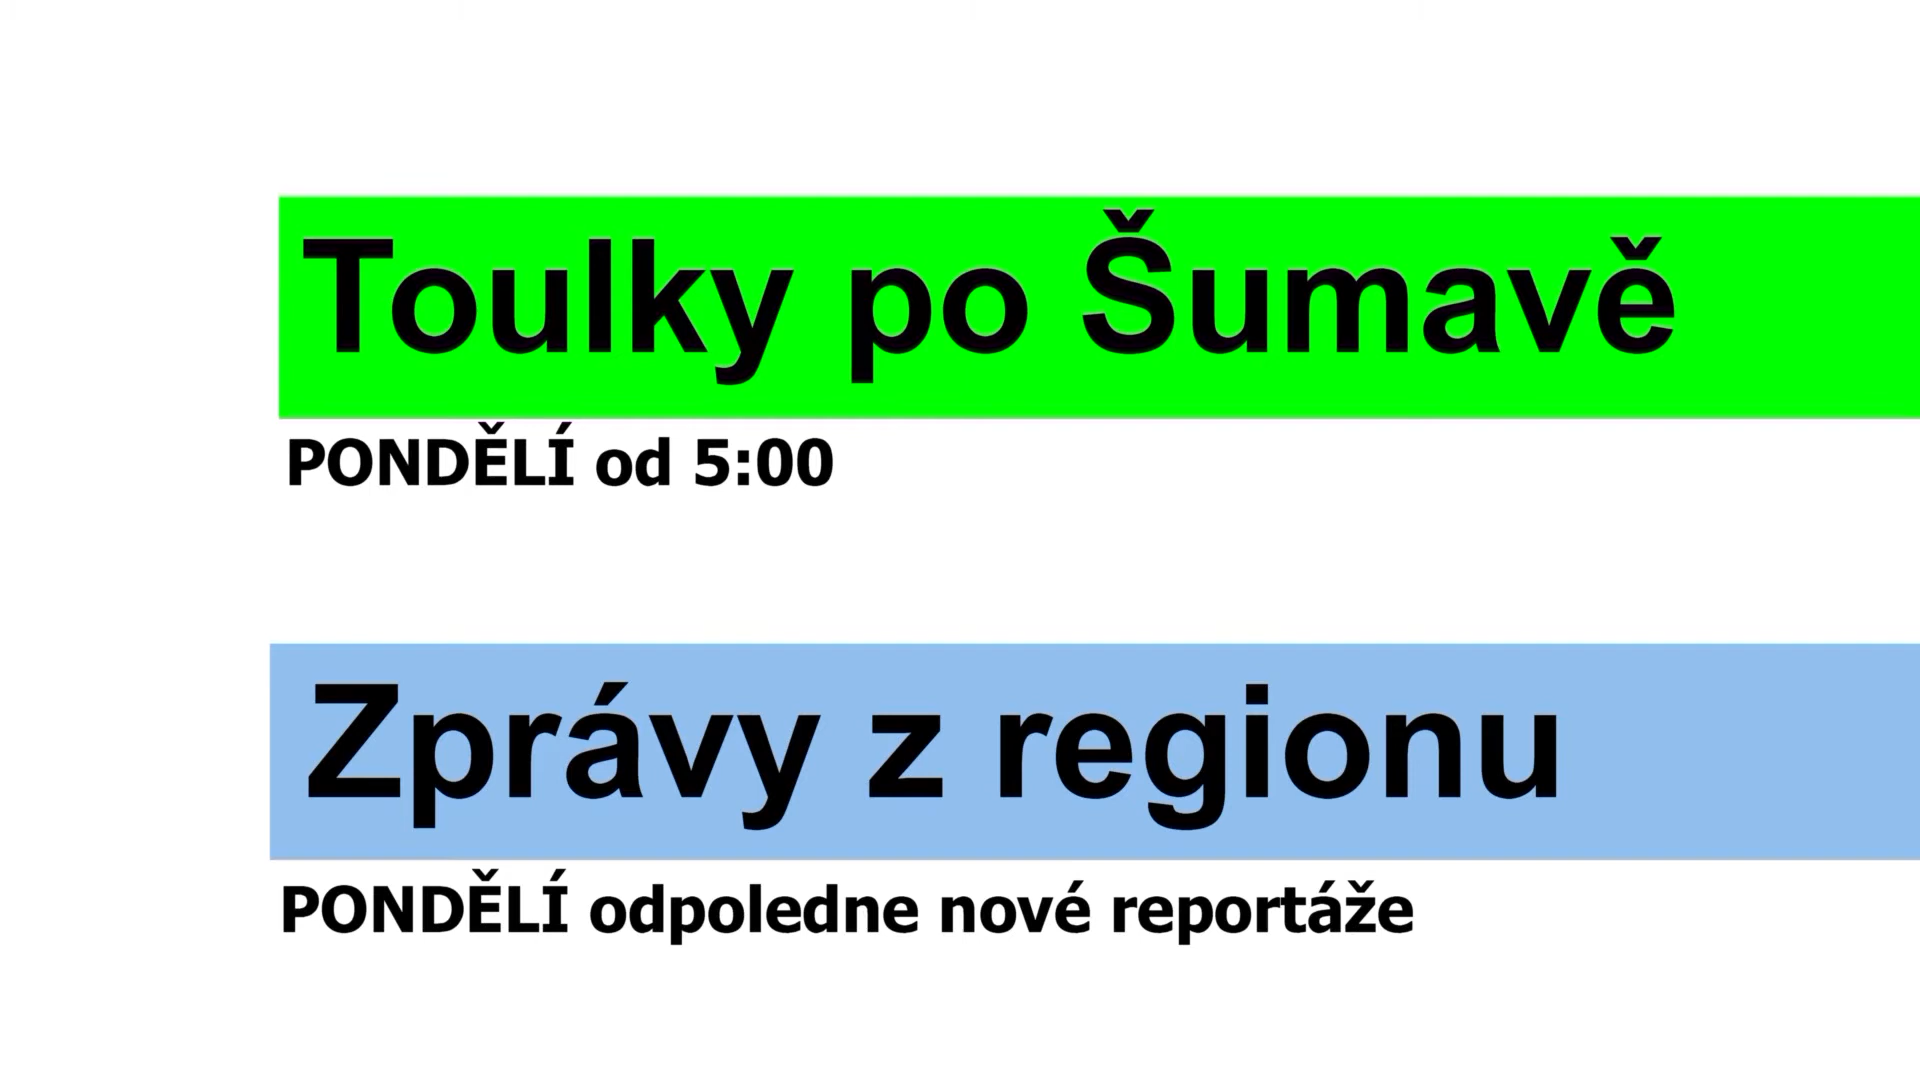 Toulky po Šumavě
PONDĚLÍ od 5:00
Zprávy z regionu
PONDĚLÍ odpoledne nové reportáže